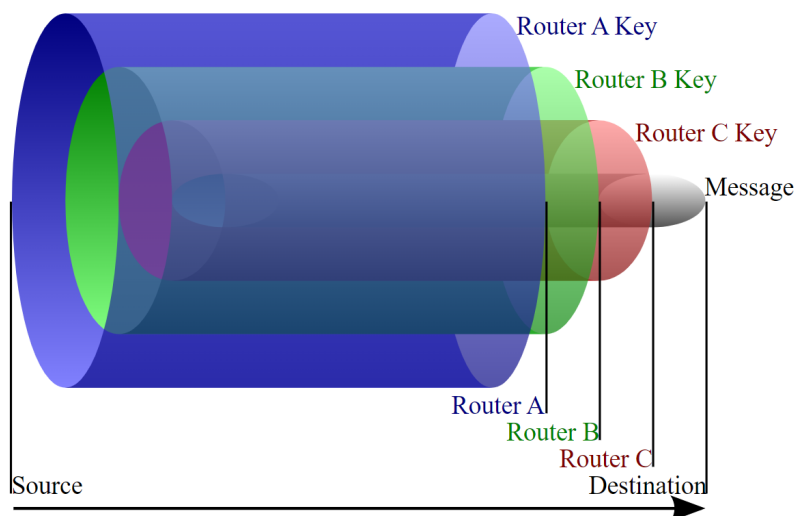 Router A Key
Router B Key
Router C Key
Message
Router A
Router B
Router C
Source
Destination